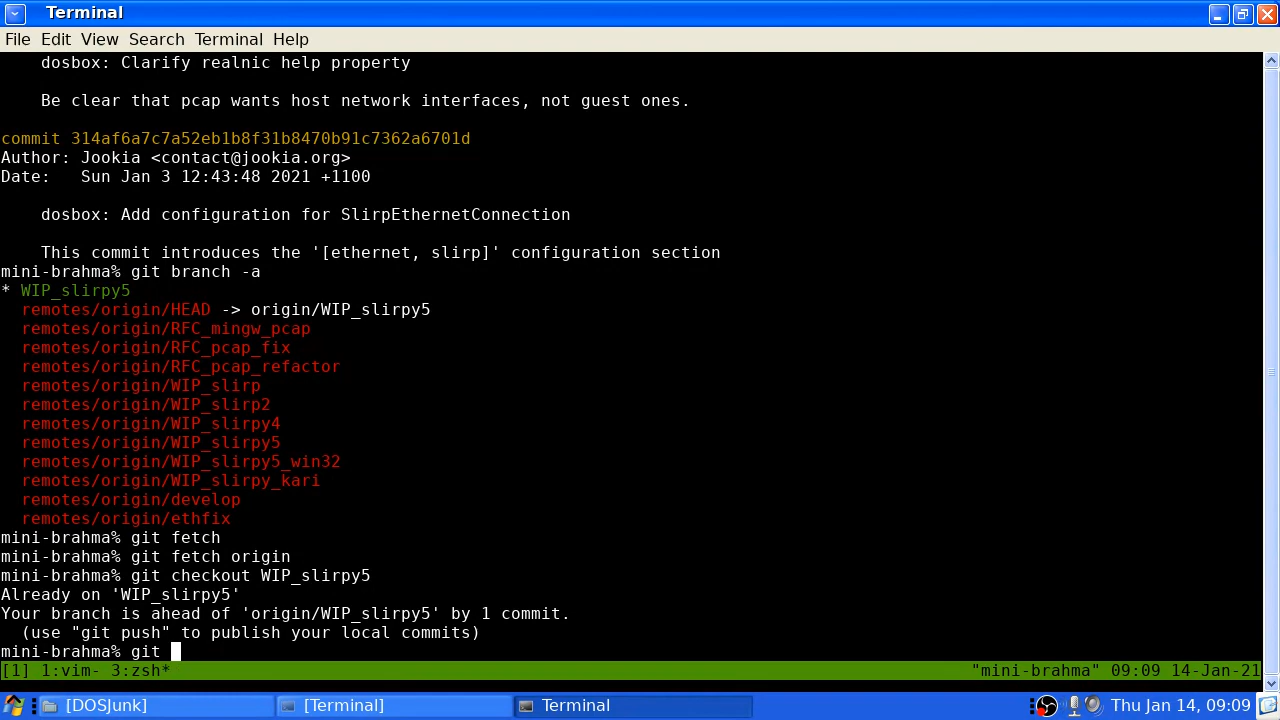 Terminal
File Edit View Search Terminal Help
dosbox: Clarify realnic help property
Be clear that pcap wants host network interfaces, not guest ones.
commit 314af6a7c7a52eb1b8f31b8470b91c7362a6701d
Author: Jookia <contact@jookia.org>
Date:   Sun Jan 3 12:43:48 2021 +1100
dosbox: Add configuration for SlirpEthernetConnection
This commit introduces the '[ethernet, slirp]' configuration section
mini-brahma% git branch -a
* WIP_slirpy5
remotes/origin/HEAD -> origin/WIP_slirpy5
remotes/origin/RFC_mingw_pcap
remotes/origin/RFC_pcap_fix
remotes/origin/RFC_pcap_refactor
remotes/origin/WIP_slirp
remotes/origin/WIP_slirp2
remotes/origin/WIP_slirpy4
remotes/origin/WIP_slirpy5
remotes/origin/WIP_slirpy5_win32
remotes/origin/WIP_slirpy_kari
remotes/origin/develop
remotes/origin/ethfix
mini-brahma% git fetch
mini-brahma% git fetch origin
mini-brahma% git checkout WIP_slirpy5
Already on 'WIP_slirpy5'
Your branch is ahead of 'origin/WIP_slirpy5' by 1 commit.
(use "git push" to publish your local commits)
mini-brahma% git
[1] 1:vim- 3:zsh* "mini-brahma" 09:09 14-Jan-21
[DOSJunk] [Terminal] Terminal Thu Jan 14, 09:09